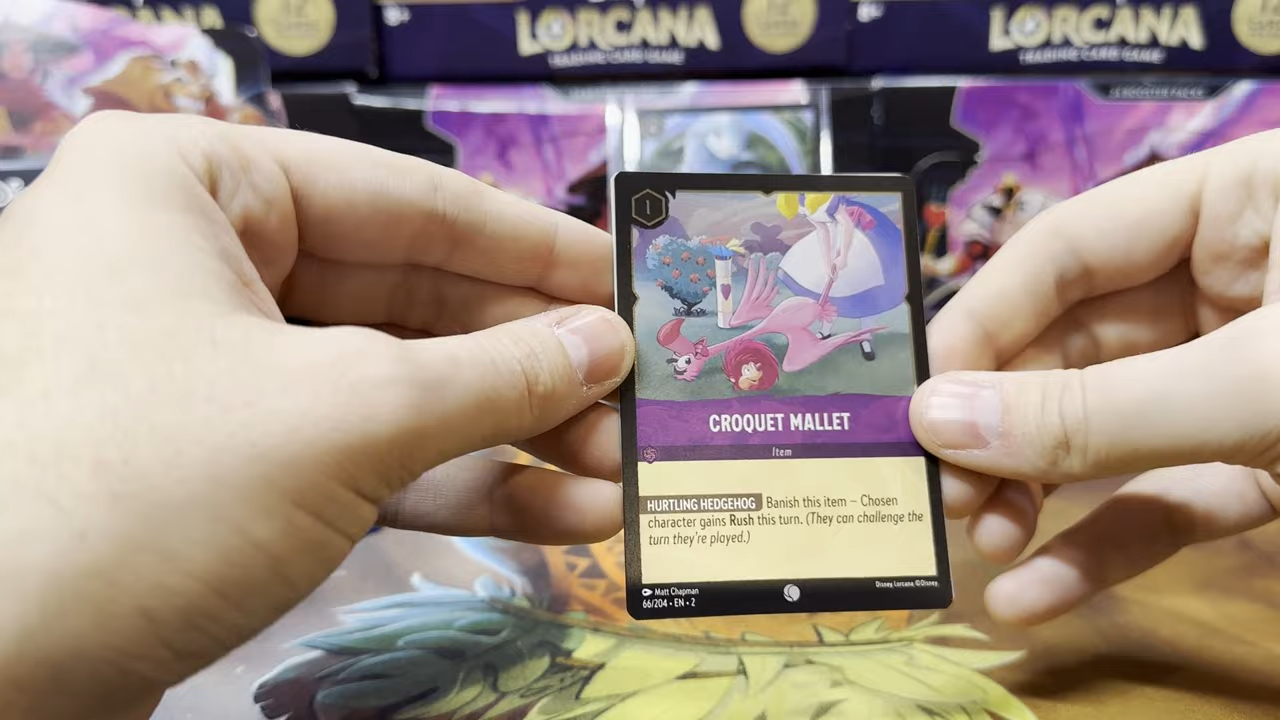 LORCANA
TRADING CARD GAME
LORCANA
TRADING CARD GAME
1
CROQUET MALLET
Item
HURTLING HEDGEHOG Banish this item – Chosen
character gains Rush this turn. (They can challenge the
turn they're played.)
Matt Chapman
Disney Lorcana ©Disney
66/204 • EN • 2